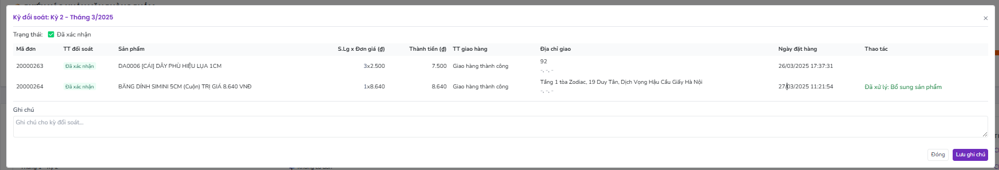 Kỳ đối soát: Kỳ 2 - Tháng 3/2025
×
Trạng thái: Đã xác nhận
Mã đơn TT đối soát Sản phẩm S.Lg x Đơn giá (₫) Thành tiền (₫) TT giao hàng Địa chỉ giao Ngày đặt hàng Thao tác
20000263 Đã xác nhận DA0006 [CÁI] DÂY PHÙ HIỆU LỤA 1CM 3x2.500 7.500 Giao hàng thành công 92 26/03/2025 17:37:31
-, -, -
20000264 Đã xác nhận BĂNG DÍNH SIMINI 5CM (Cuộn) TRỊ GIÁ 8.640 VNĐ 1x8.640 8.640 Giao hàng thành công Tầng 1 tòa Zodiac, 19 Duy Tân, Dịch Vọng Hậu Cầu Giấy Hà Nội 27/03/2025 11:21:54 Đã xử lý: Bổ sung sản phẩm
-, -, -
Ghi chú
Ghi chú cho kỳ đối soát...
Đóng Lưu ghi chú